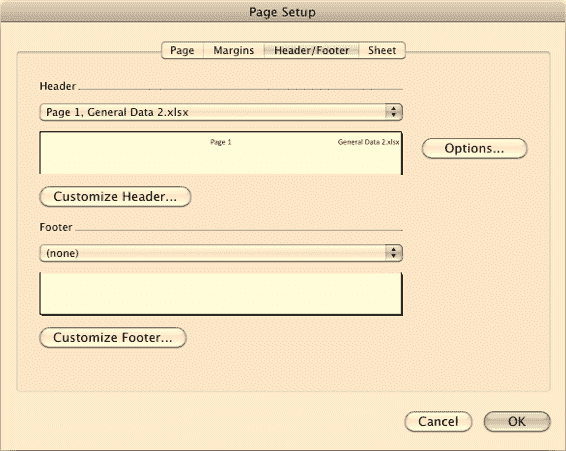 Page Setup
Page Margins Header/Footer Sheet
Header
Page 1, General Data 2.xlsx
Page 1 General Data 2.xlsx
Options...
Customize Header...
Footer
(none)
Customize Footer...
Cancel OK